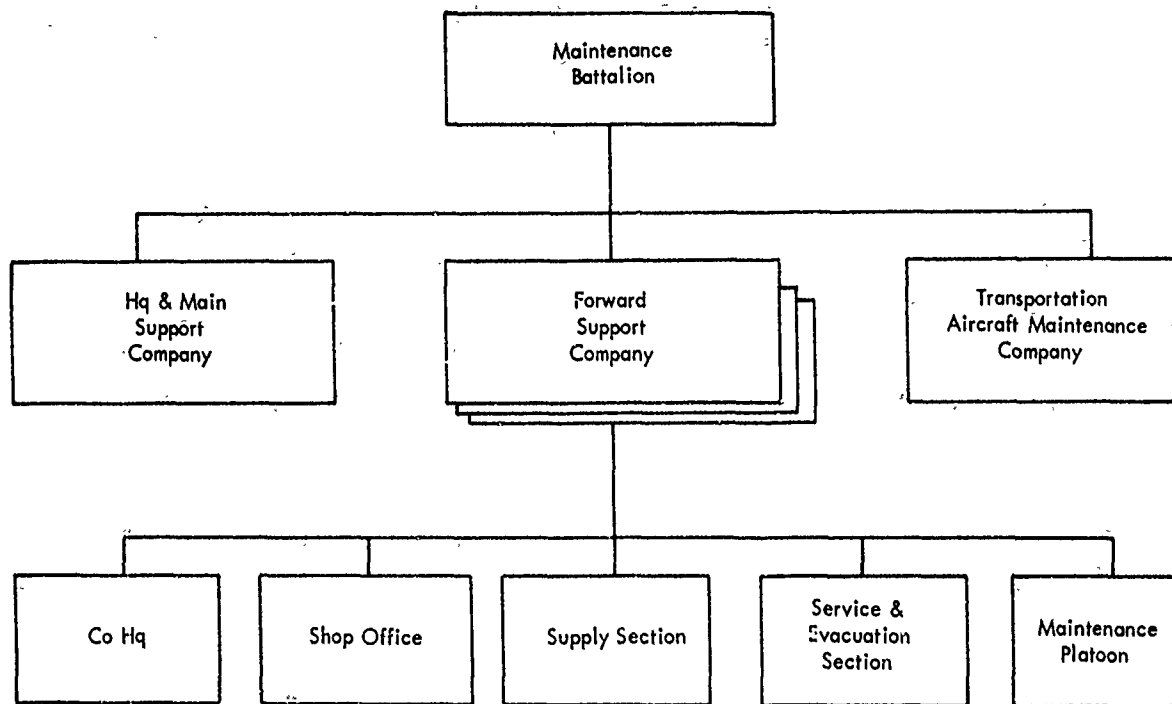 Maintenance
Battalion
Hq & Main
Support
Company
Forward
Support
Company
Transportation
Aircraft Maintenance
Company
Co Hq
Shop Office
Supply Section
Service &
Evacuation
Section
Maintenance
Platoon